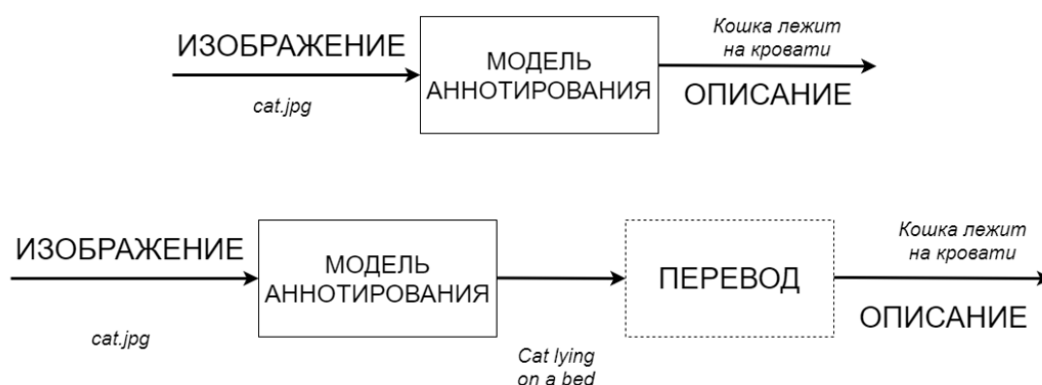 ИЗОБРАЖЕНИЕ
cat.jpg
МОДЕЛЬ
АННОТИРОВАНИЯ
Кошка лежит
на кровати
ОПИСАНИЕ
ИЗОБРАЖЕНИЕ
cat.jpg
МОДЕЛЬ
АННОТИРОВАНИЯ
Cat lying
on a bed
ПЕРЕВОД
Кошка лежит
на кровати
ОПИСАНИЕ